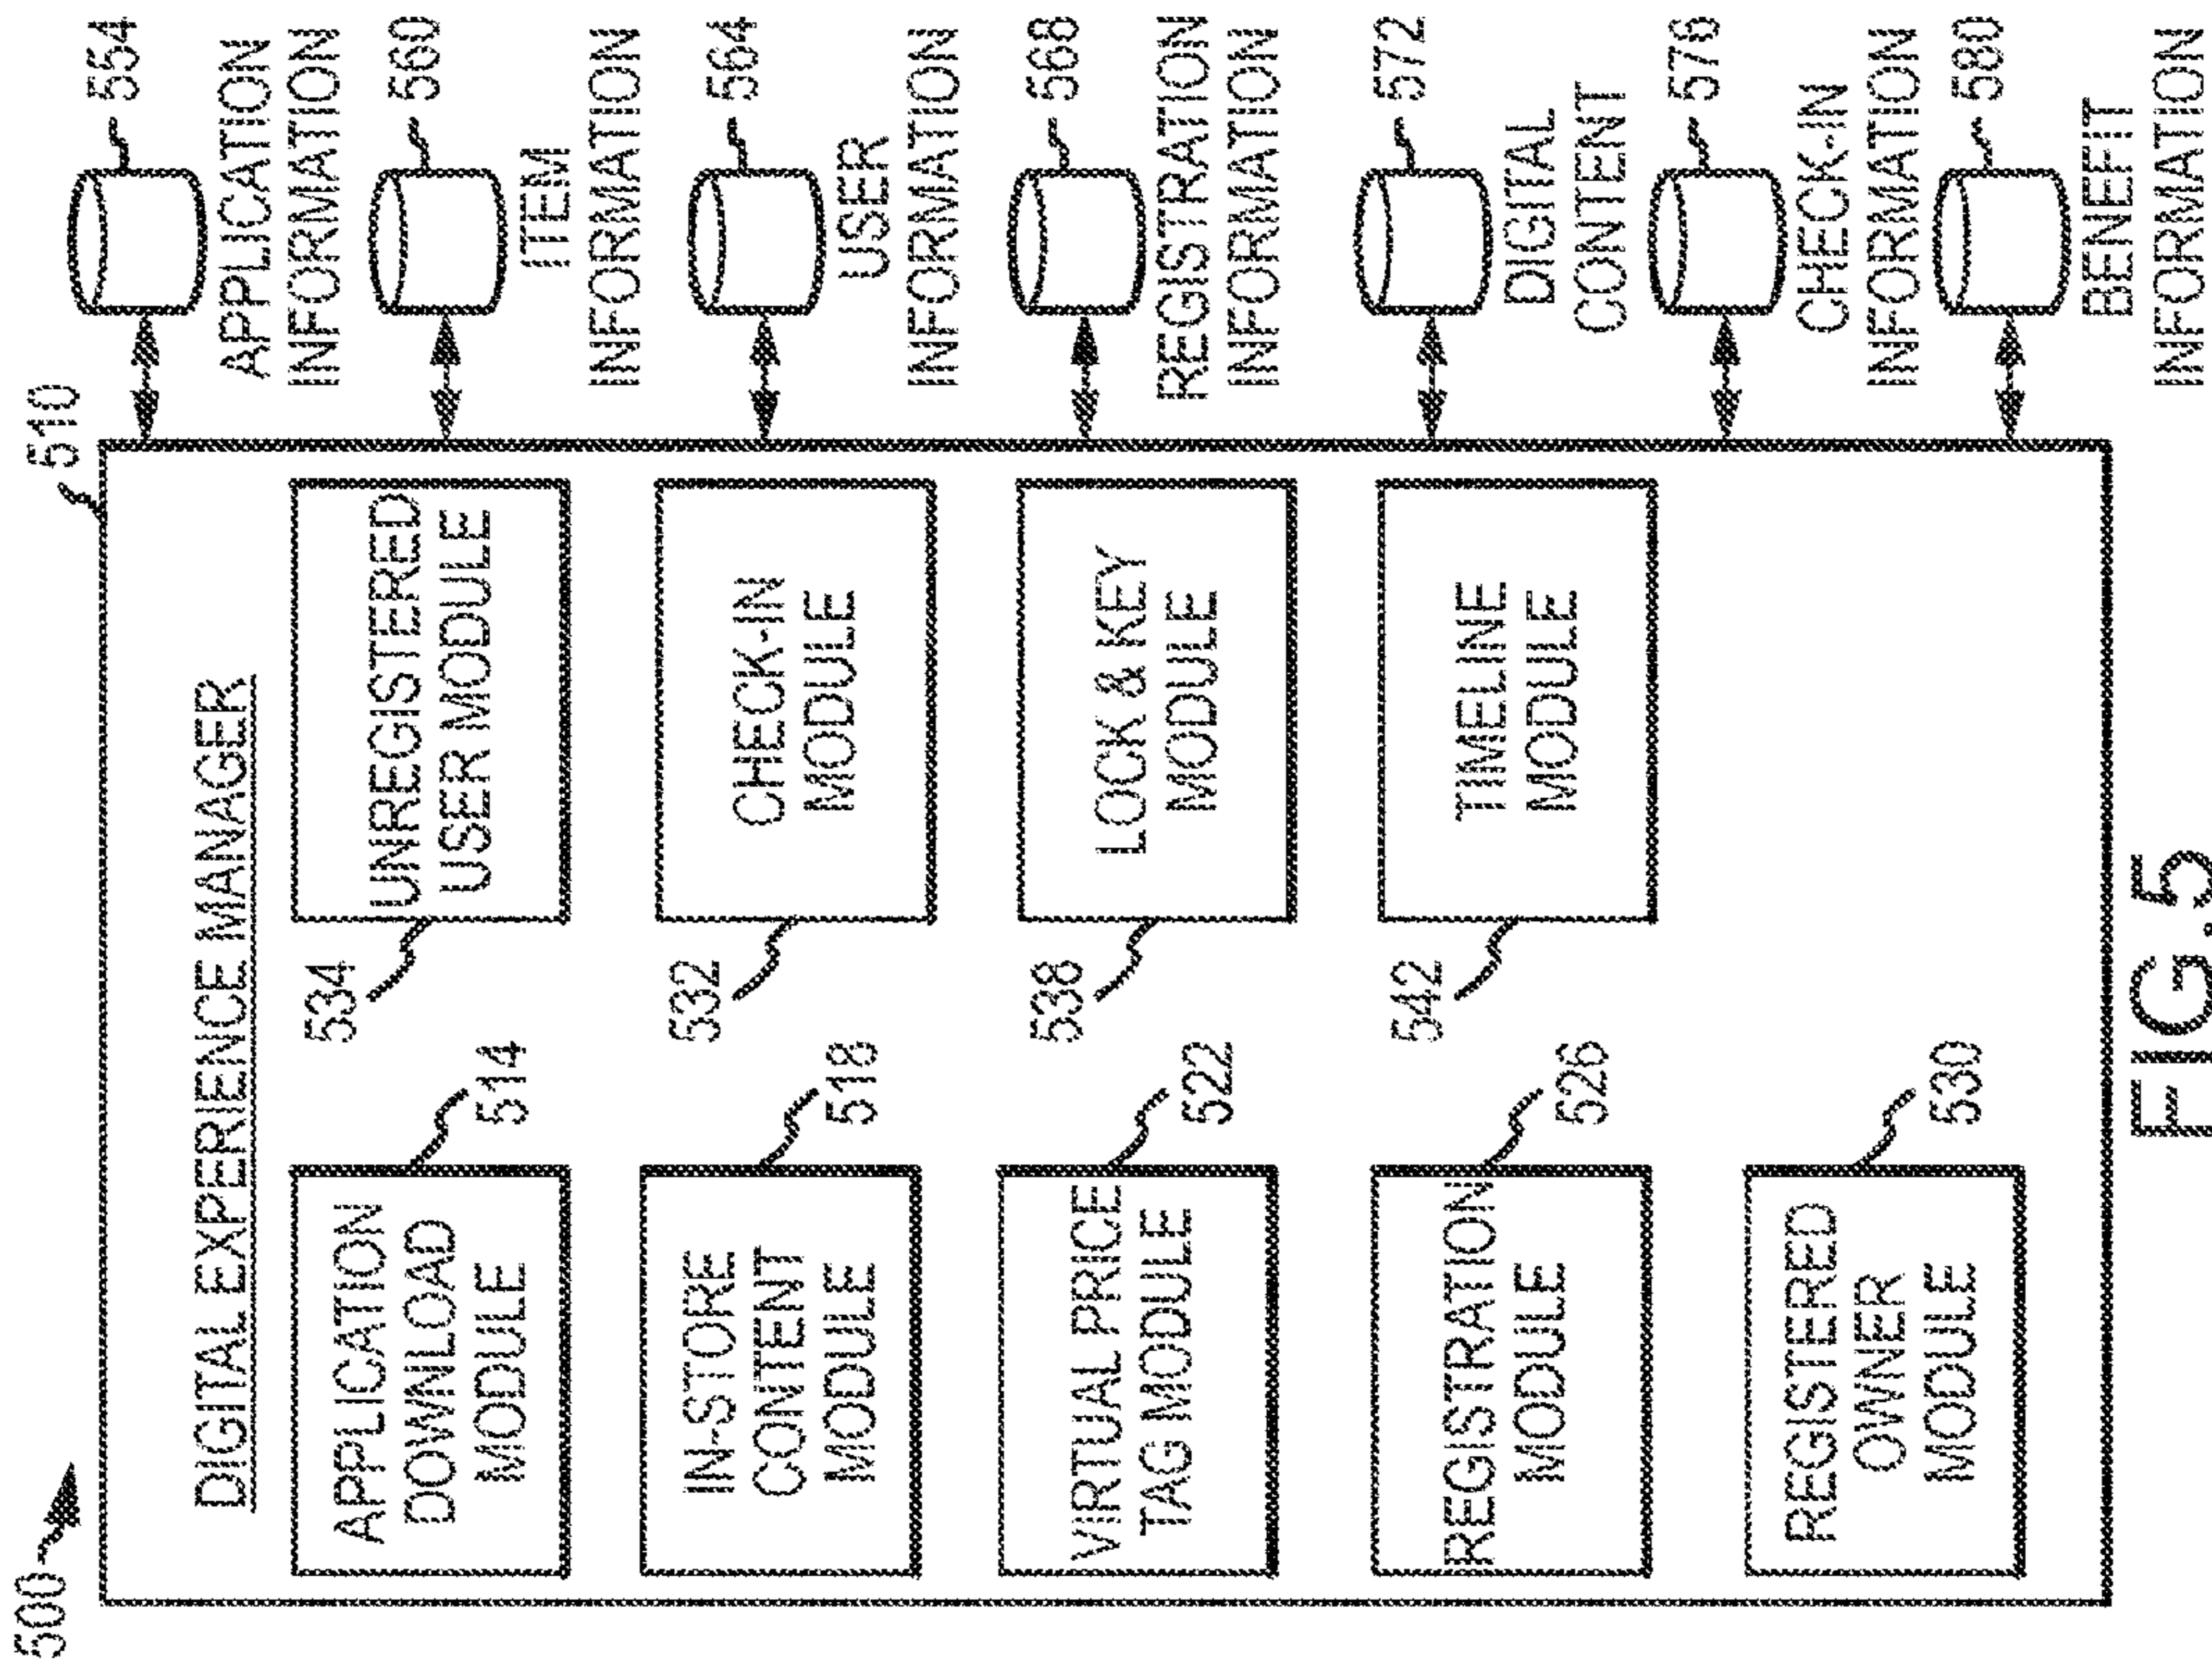 500
510
DIGITAL EXPERIENCE MANAGER
APPLICATION
DOWNLOAD
MODULE
514
IN-STORE
CONTENT
MODULE
518
VIRTUAL PRICE
TAG MODULE
522
REGISTRATION
MODULE
526
REGISTERED
OWNER
MODULE
530
534
UNREGISTERED
USER MODULE
532
CHECK-IN
MODULE
538
LOCK & KEY
MODULE
542
TIMELINE
MODULE
554
APPLICATION
INFORMATION
560
ITEM
INFORMATION
564
USER
INFORMATION
568
REGISTRATION
INFORMATION
572
DIGITAL
CONTENT
576
CHECK-IN
INFORMATION
580
BENEFIT
INFORMATION
FIG.5